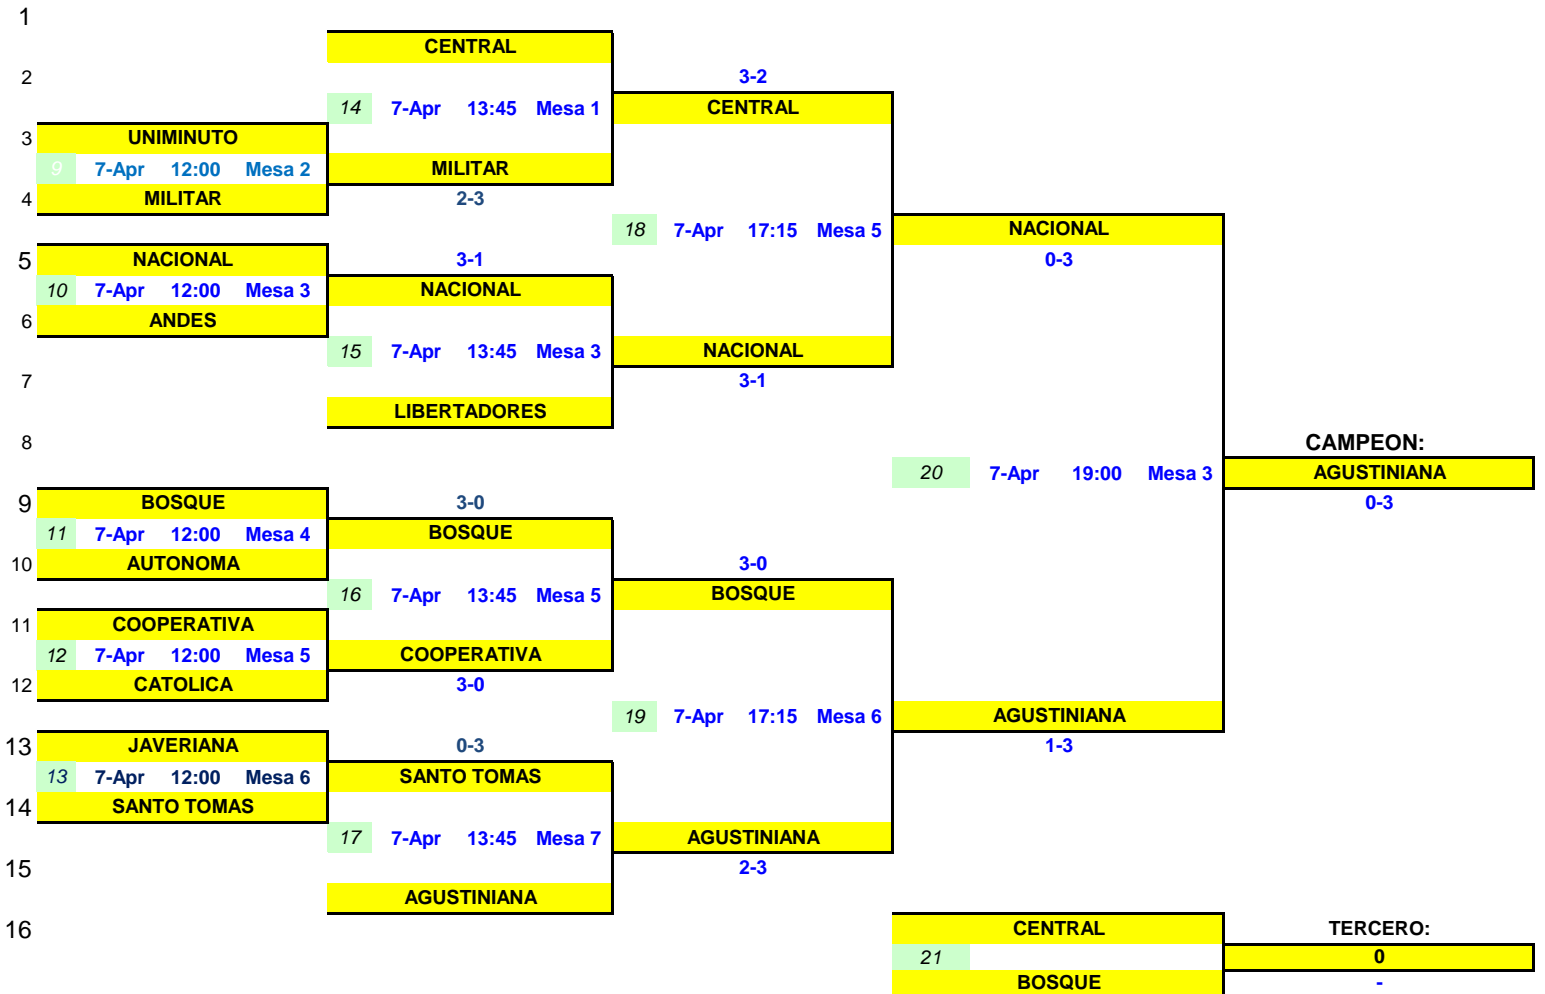 1
CENTRAL
2 3-2
14 7-Apr 13:45 Mesa 1 CENTRAL
3 UNIMINUTO
9 7-Apr 12:00 Mesa 2 MILITAR
4 MILITAR 2-3
18 7-Apr 17:15 Mesa 5 NACIONAL
5 NACIONAL 3-1 0-3
10 7-Apr 12:00 Mesa 3 NACIONAL
6 ANDES
15 7-Apr 13:45 Mesa 3 NACIONAL
7 3-1
LIBERTADORES
8 CAMPEON:
20 7-Apr 19:00 Mesa 3 AGUSTINIANA
9 BOSQUE 3-0 0-3
11 7-Apr 12:00 Mesa 4 BOSQUE
10 AUTONOMA 3-0
16 7-Apr 13:45 Mesa 5 BOSQUE
11 COOPERATIVA
12 7-Apr 12:00 Mesa 5 COOPERATIVA
12 CATOLICA 3-0
19 7-Apr 17:15 Mesa 6 AGUSTINIANA
13 JAVERIANA 0-3 1-3
13 7-Apr 12:00 Mesa 6 SANTO TOMAS
14 SANTO TOMAS
17 7-Apr 13:45 Mesa 7 AGUSTINIANA
15 2-3
AGUSTINIANA
16 CENTRAL TERCERO:
21 0
BOSQUE -